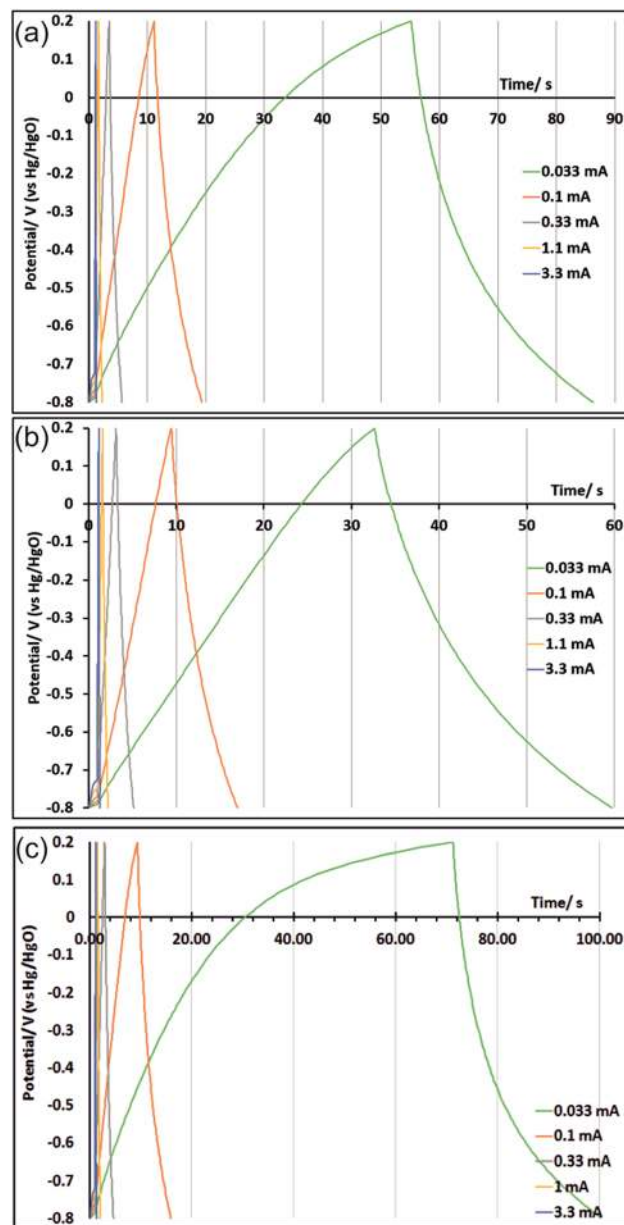 (a)
0.2
0.1
0
-0.1
-0.2
-0.3
-0.4
-0.5
-0.6
-0.7
-0.8
Potential/ V (vs Hg/HgO)
Time/ s
0 10 20 30 40 50 60 70 80 90
0.033 mA
0.1 mA
0.33 mA
1.1 mA
3.3 mA
(b)
0.2
0.1
0
-0.1
-0.2
-0.3
-0.4
-0.5
-0.6
-0.7
-0.8
Potential/ V (vs Hg/HgO)
Time/ s
0 10 20 30 40 50 60
0.033 mA
0.1 mA
0.33 mA
1.1 mA
3.3 mA
(c)
0.2
0.1
0
-0.1
-0.2
-0.3
-0.4
-0.5
-0.6
-0.7
-0.8
Potential/ V (vs Hg/HgO)
Time/ s
0.00 20.00 40.00 60.00 80.00 100.00
0.033 mA
0.1 mA
0.33 mA
1 mA
3.3 mA